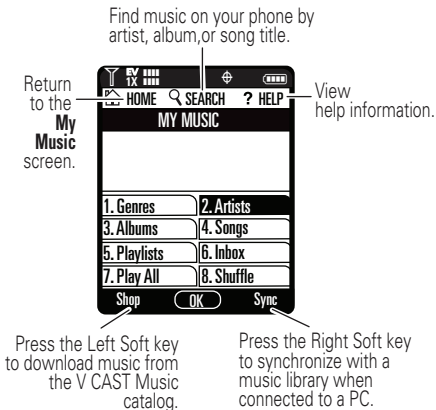 Find music on your phone by
artist, album,or song title.
Return
to the
My
Music
screen.
EV
1X
HOME SEARCH ? HELP
View
help information.
MY MUSIC
1. Genres 2. Artists
3. Albums 4. Songs
5. Playlists 6. Inbox
7. Play All 8. Shuffle
Shop OK Sync
Press the Left Soft key
to download music from
the V CAST Music
catalog.
Press the Right Soft key
to synchronize with a
music library when
connected to a PC.